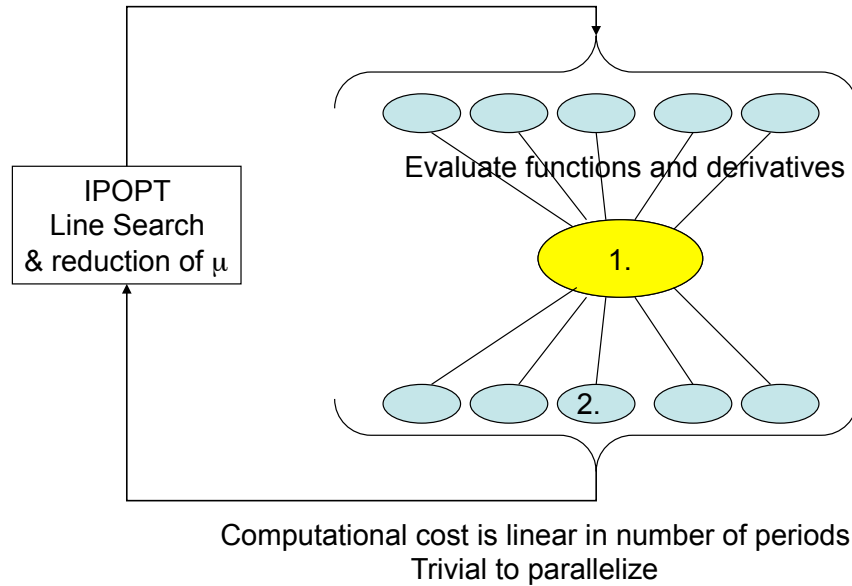 Evaluate functions and derivatives
IPOPT
Line Search
& reduction of μ
1.
2.
Computational cost is linear in number of periods
Trivial to parallelize